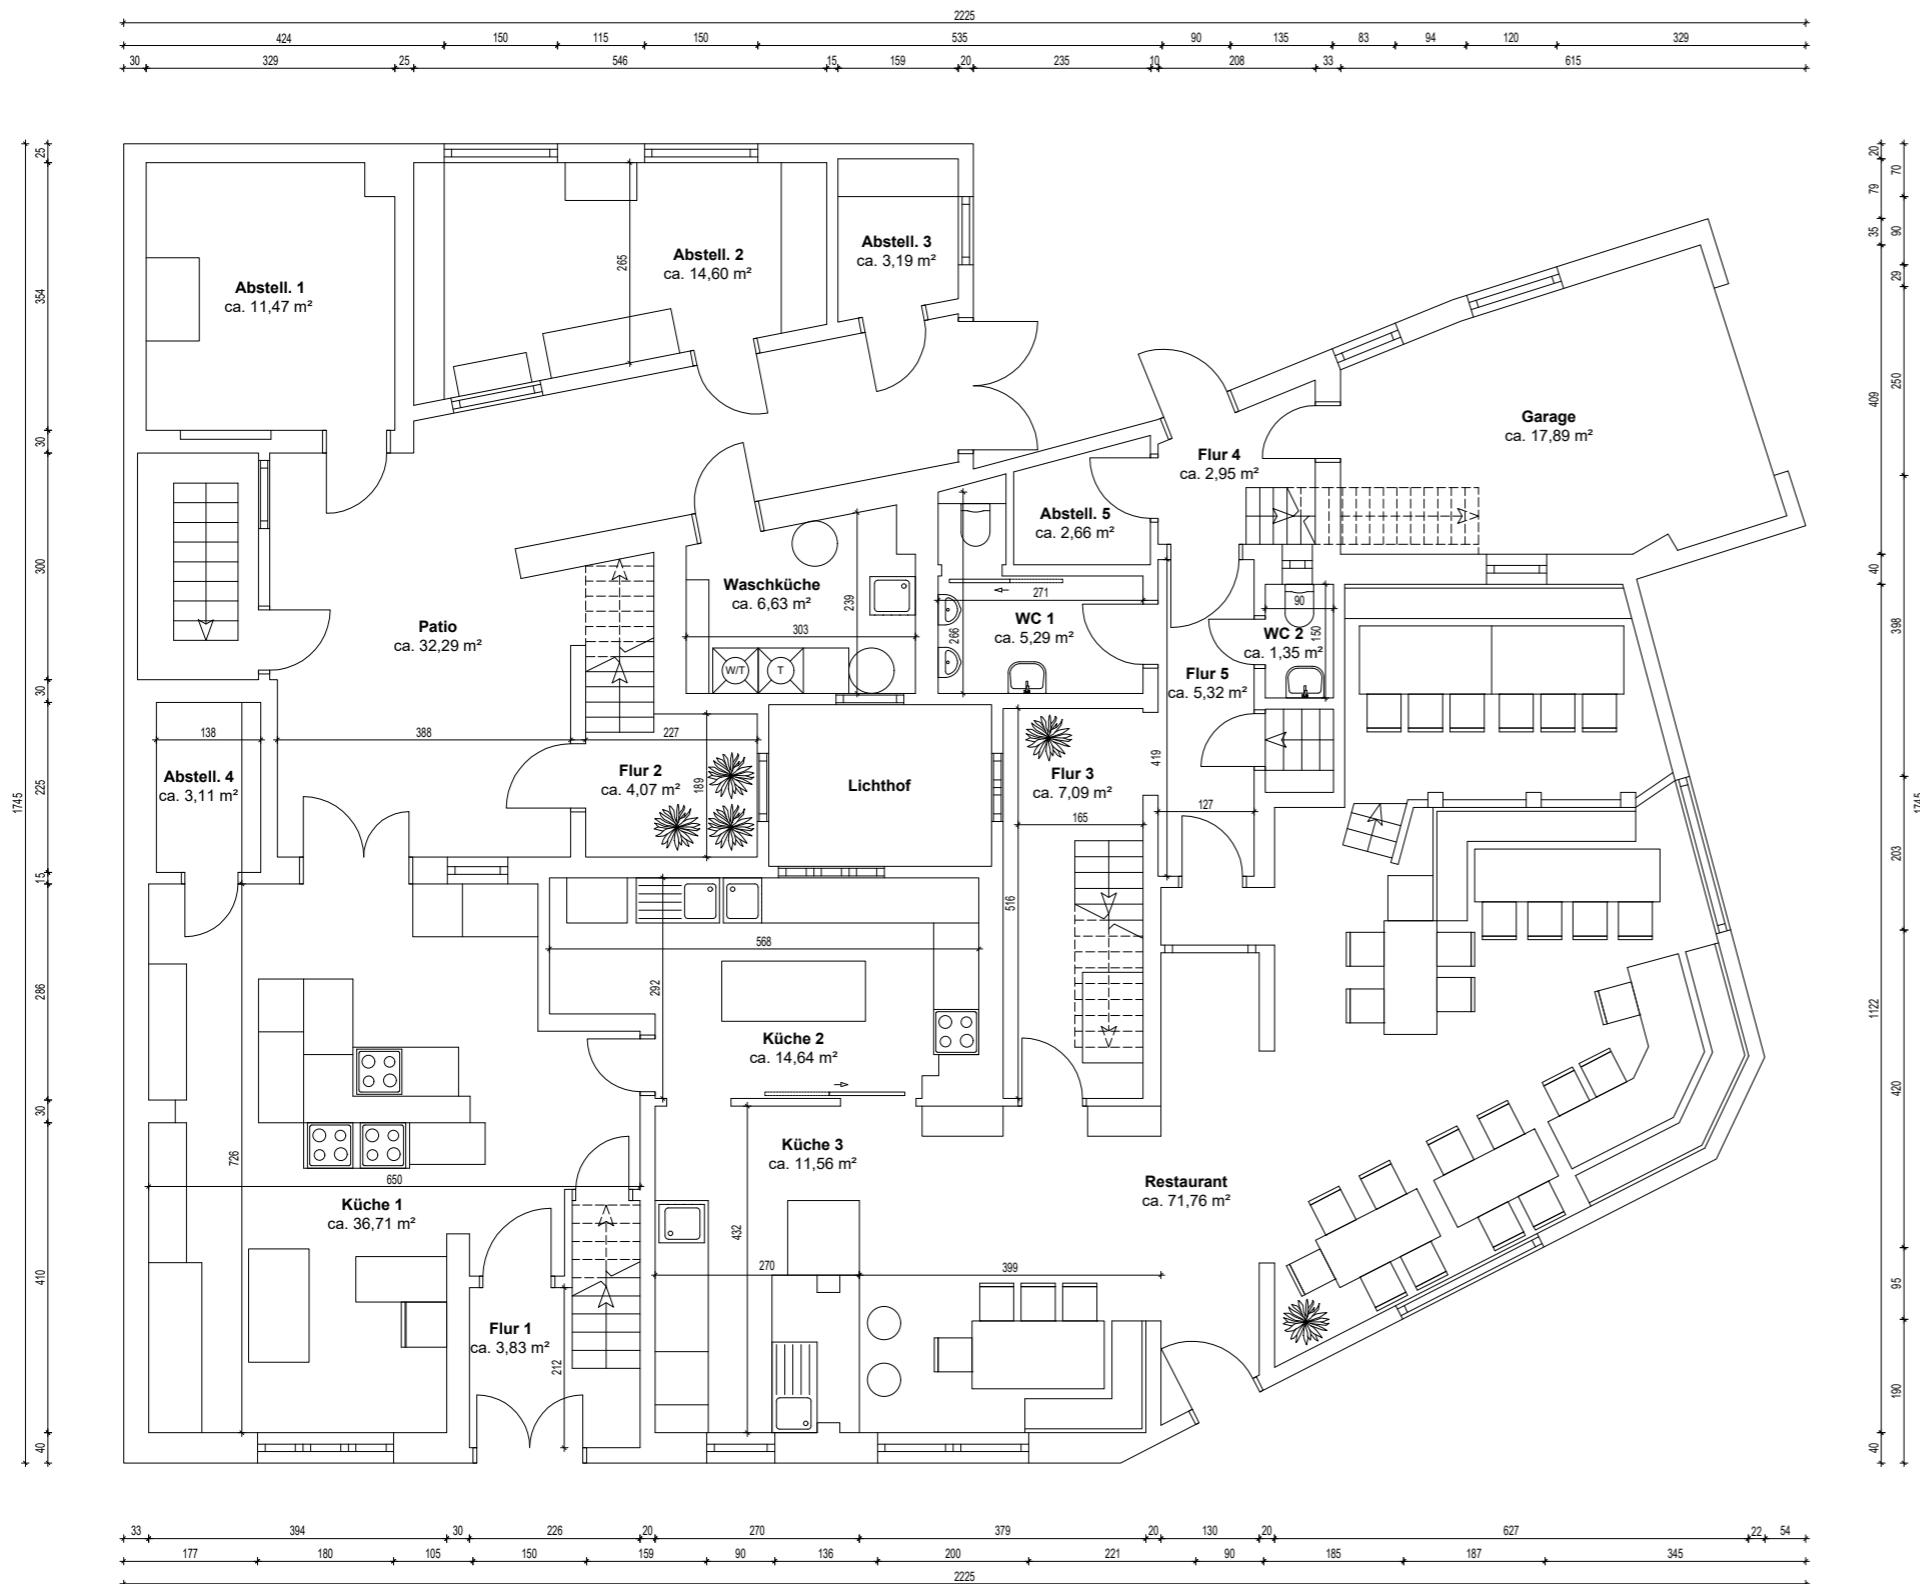 2225
424 150 115 150 535 90 135 83 94 120 329
30 329 25 546 15 159 20 235 10 208 33 615
1745
25 354 30 300 30 225 15 286 30 410 40
20 79 35 409 40 1122 40
70 90 29 250 398 203 420 95 190
1745
Abstell. 1
ca. 11,47 m²
Abstell. 2
ca. 14,60 m²
265
Abstell. 3
ca. 3,19 m²
Garage
ca. 17,89 m²
Flur 4
ca. 2,95 m²
Abstell. 5
ca. 2,66 m²
Waschküche
ca. 6,63 m²
239
303
W/T
T
271
266
WC 1
ca. 5,29 m²
90
150
WC 2
ca. 1,35 m²
Patio
ca. 32,29 m²
Flur 5
ca. 5,32 m²
138
388
227
419
Abstell. 4
ca. 3,11 m²
Flur 2
ca. 4,07 m²
189
Lichthof
Flur 3
ca. 7,09 m²
165
127
516
568
292
Küche 2
ca. 14,64 m²
Küche 3
ca. 11,56 m²
726
650
Küche 1
ca. 36,71 m²
Restaurant
ca. 71,76 m²
432
270
399
Flur 1
ca. 3,83 m²
212
33 394 30 226 20 270 379 20 130 20 627 22 54
177 180 105 150 159 90 136 200 221 90 185 187 345
2225